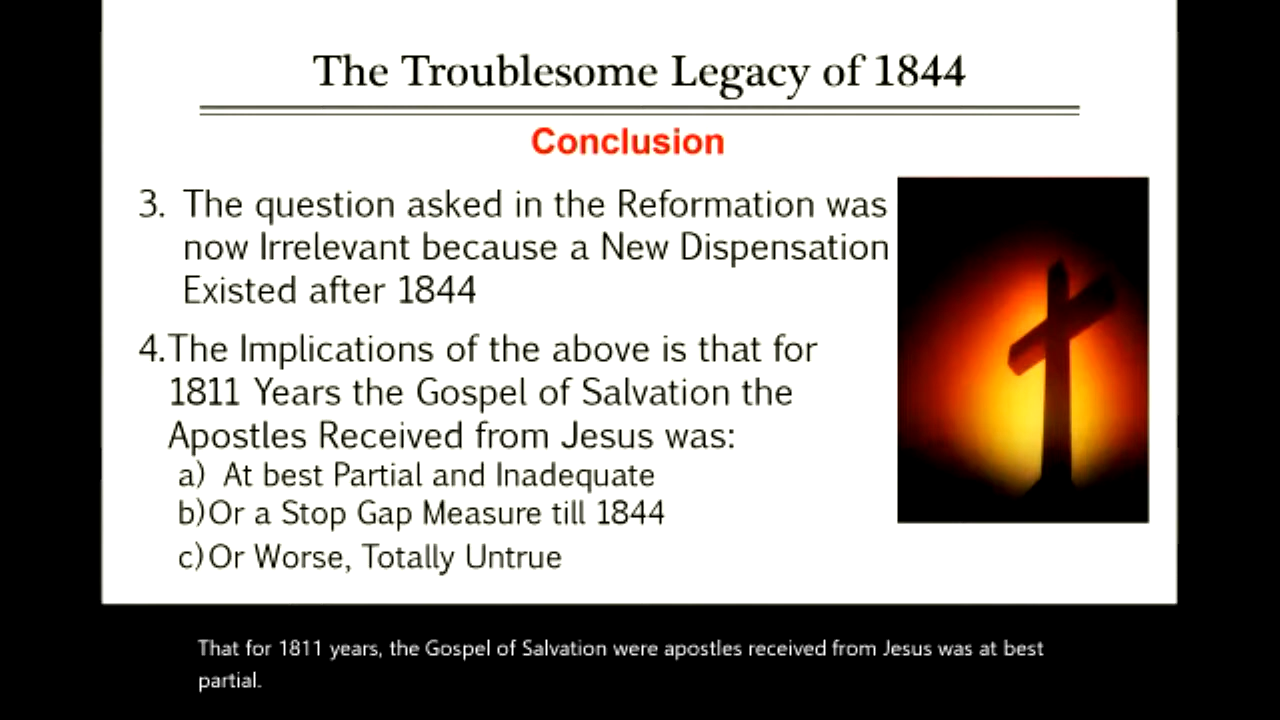 The Troublesome Legacy of 1844
Conclusion
3. The question asked in the Reformation was
now Irrelevant because a New Dispensation
Existed after 1844
4.The Implications of the above is that for
1811 Years the Gospel of Salvation the
Apostles Received from Jesus was:
a) At best Partial and Inadequate
b)Or a Stop Gap Measure till 1844
c)Or Worse, Totally Untrue
That for 1811 years, the Gospel of Salvation were apostles received from Jesus was at best
partial.